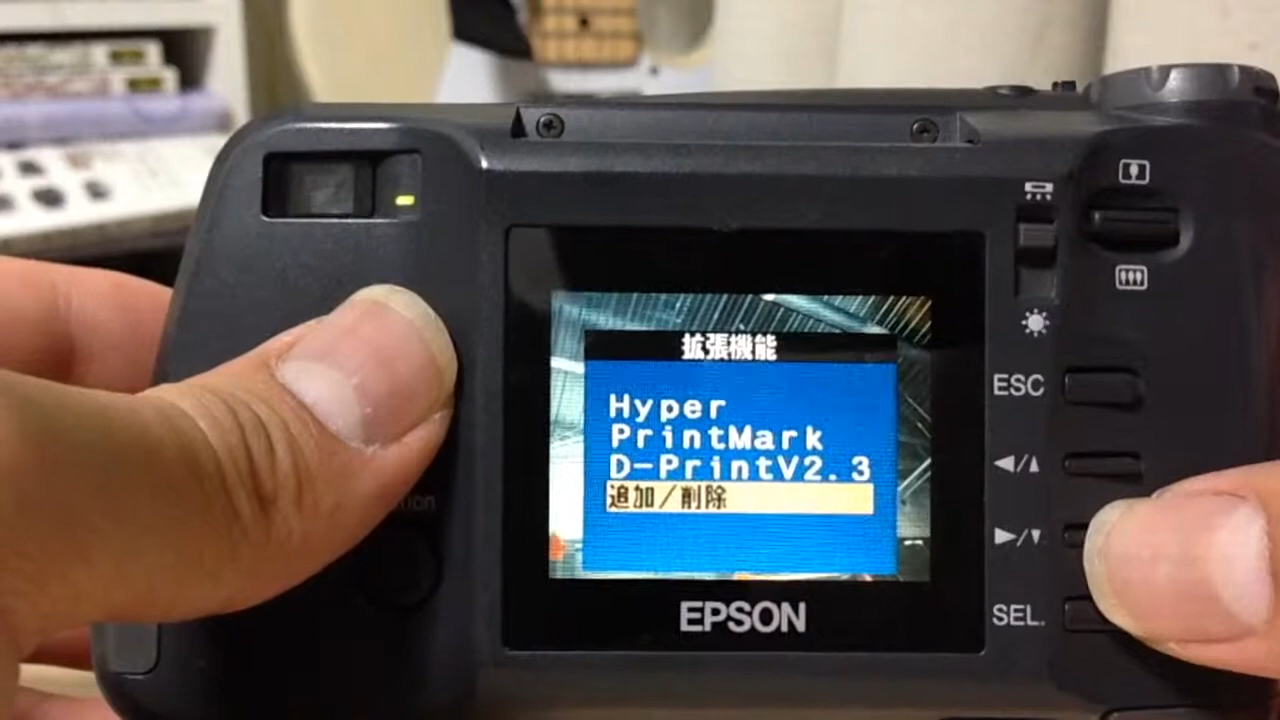 拡張機能
Hyper
PrintMark
D-PrintV2.3
追加/削除
EPSON
ESC
◀/▲
▶/▼
SEL.